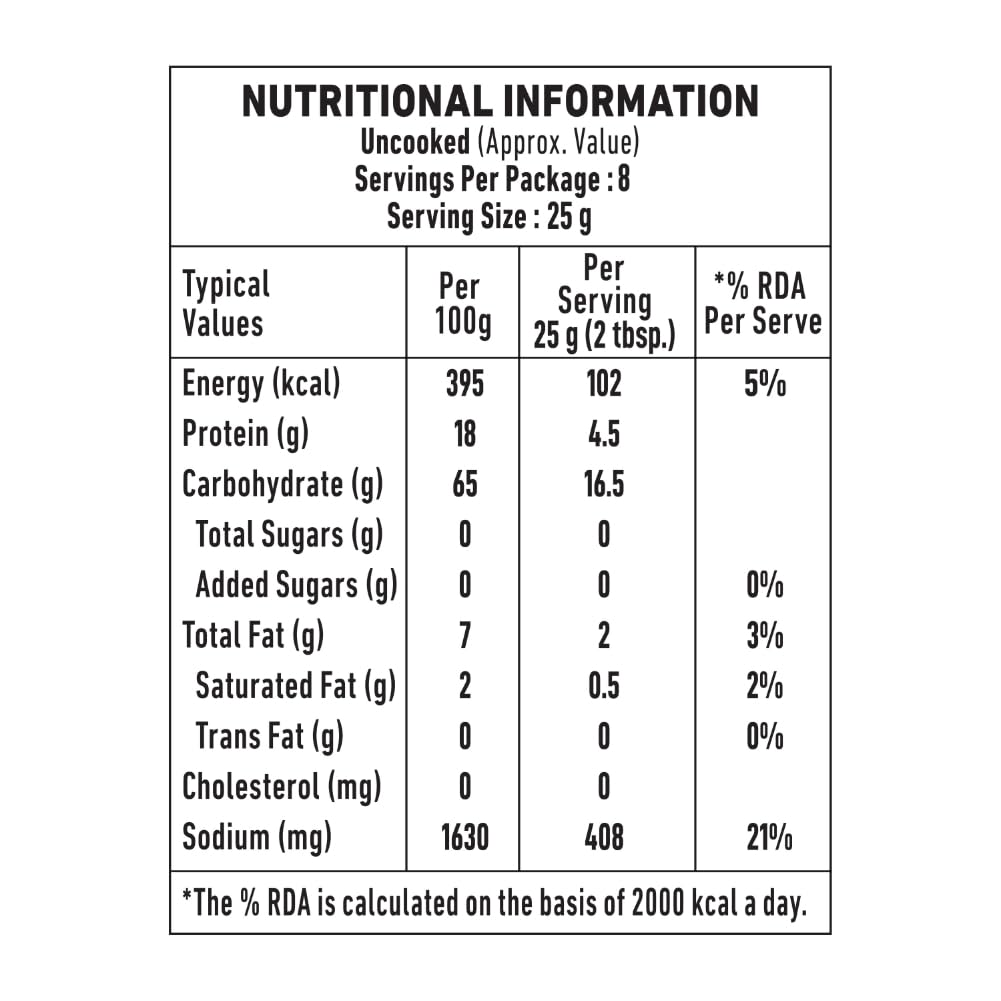 NUTRITIONAL INFORMATION
Uncooked (Approx. Value)
Servings Per Package : 8
Serving Size : 25 g
Typical Values Per 100g Per Serving 25 g (2 tbsp.) *% RDA Per Serve
Energy (kcal) 395 102 5%
Protein (g) 18 4.5
Carbohydrate (g) 65 16.5
Total Sugars (g) 0 0
Added Sugars (g) 0 0 0%
Total Fat (g) 7 2 3%
Saturated Fat (g) 2 0.5 2%
Trans Fat (g) 0 0 0%
Cholesterol (mg) 0 0
Sodium (mg) 1630 408 21%
*The % RDA is calculated on the basis of 2000 kcal a day.